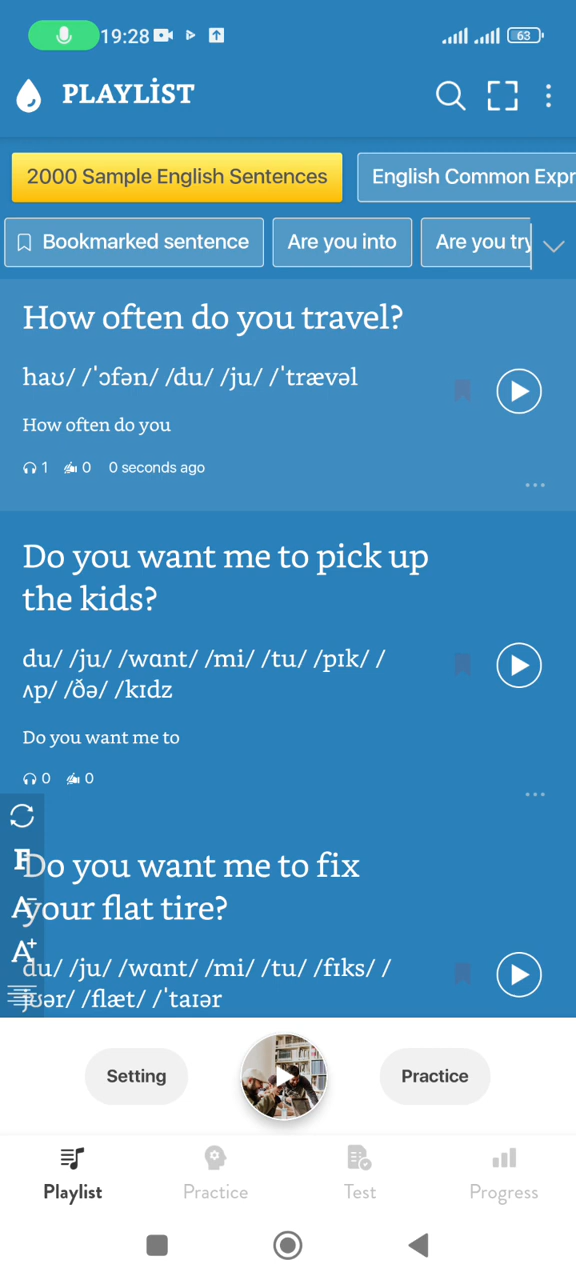 19:28
63
PLAYLİST
2000 Sample English Sentences
English Common Expr
Bookmarked sentence
Are you into
Are you try
How often do you travel?
haʊ/ /ˈɔfən/ /du/ /ju/ /ˈtrævəl
How often do you
1 0 0 seconds ago
Do you want me to pick up
the kids?
du/ /ju/ /wɑnt/ /mi/ /tu/ /pɪk/ /
ʌp/ /ðə/ /kɪdz
Do you want me to
0 0
F
Do you want me to fix
A-
your flat tire?
A+
du/ /ju/ /wɑnt/ /mi/ /tu/ /fɪks/ /
jʊər/ /flæt/ /ˈtaɪər
Setting
Practice
Playlist
Practice
Test
Progress